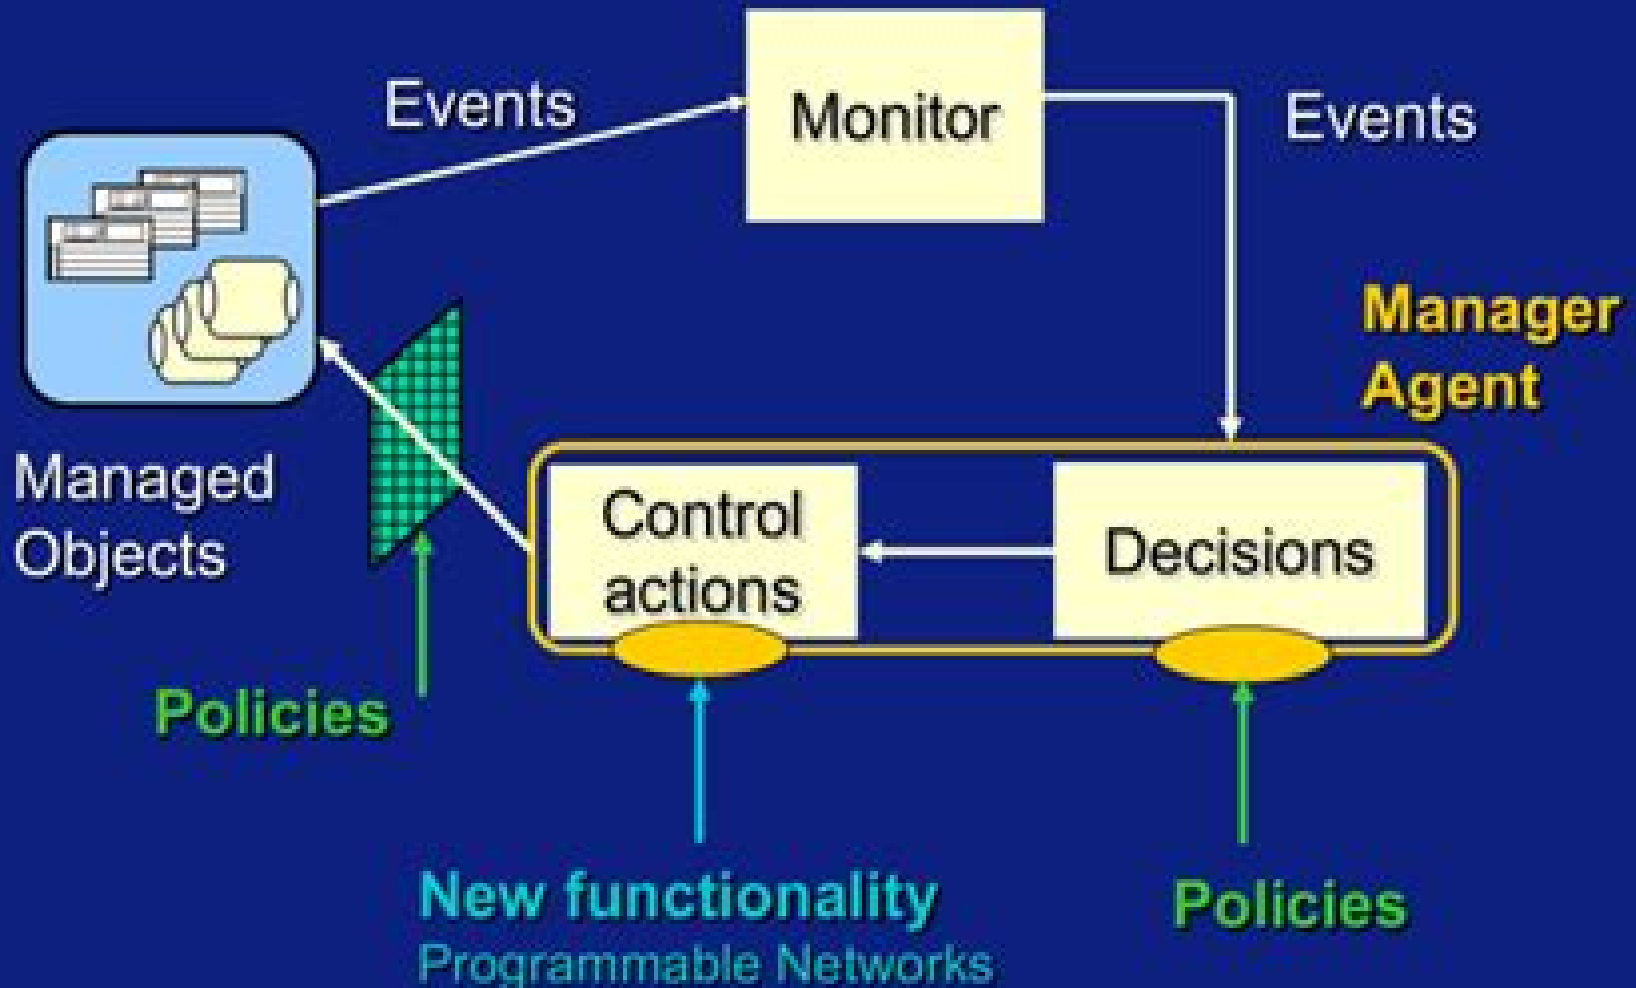 Events
Monitor
Events
Manager
Agent
Managed
Objects
Control
actions
Decisions
Policies
New functionality
Programmable Networks
Policies